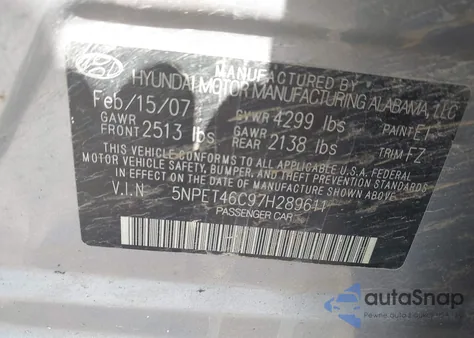 MANUFACTURED BY
HYUNDAI MOTOR MANUFACTURING ALABAMA, LLC
Feb/15/07 GVWR 4299 lbs PAINT E1
GAWR FRONT 2513 lbs GAWR REAR 2138 lbs TRIM FZ
THIS VEHICLE CONFORMS TO ALL APPLICABLE U.S.A FEDERAL
MOTOR VEHICLE SAFETY, BUMPER, AND THEFT PREVENTION STANDARDS
IN EFFECT ON THE DATE OF MANUFACTURE SHOWN ABOVE.
V.I.N 5NPET46C97H289611
PASSENGER CAR
autoSnap